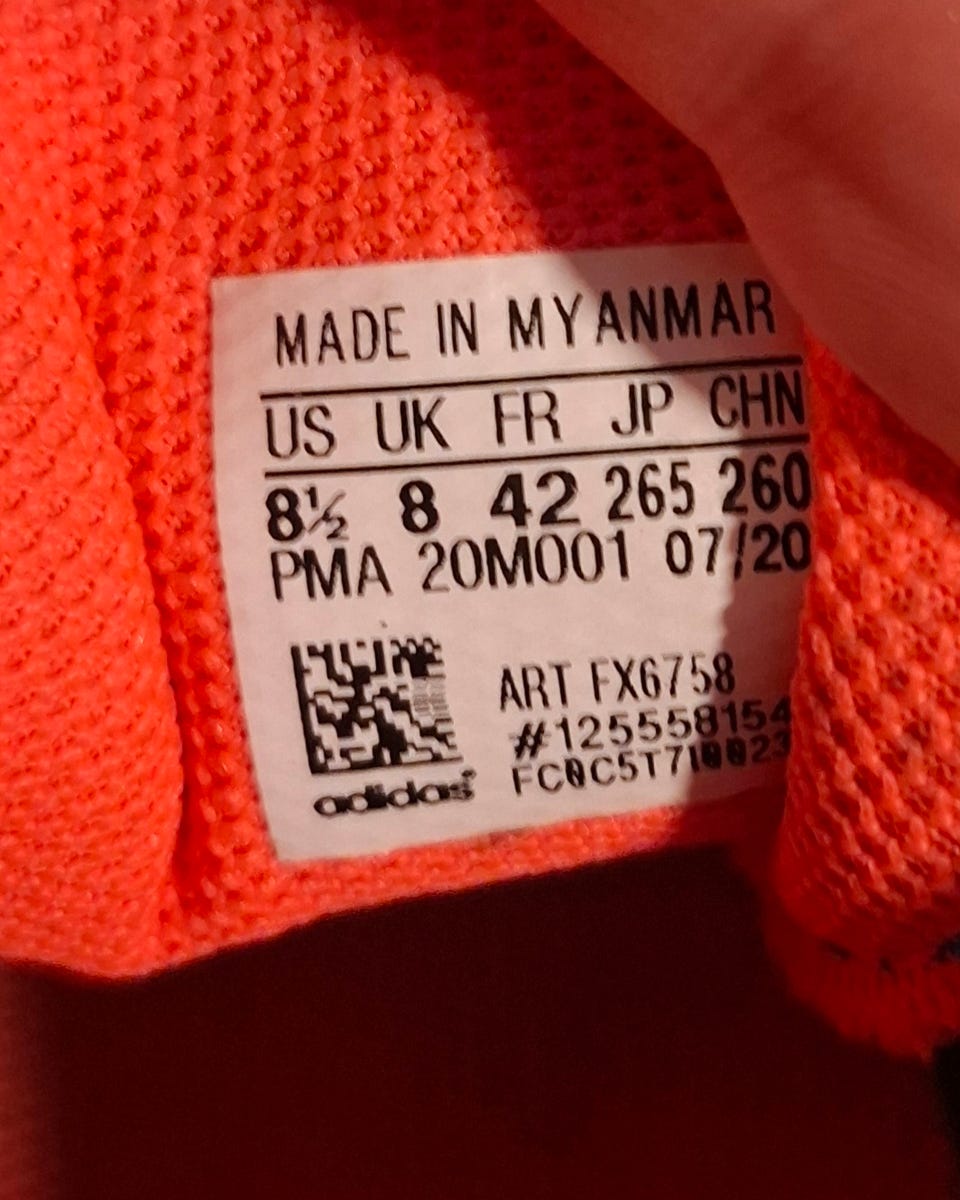 MADE IN MYANMAR
US UK FR JP CHN
8½ 8 42 265 260
PMA 20M001 07/20
ART FX6758
#125558154
FC0C5T7I0023
adidas